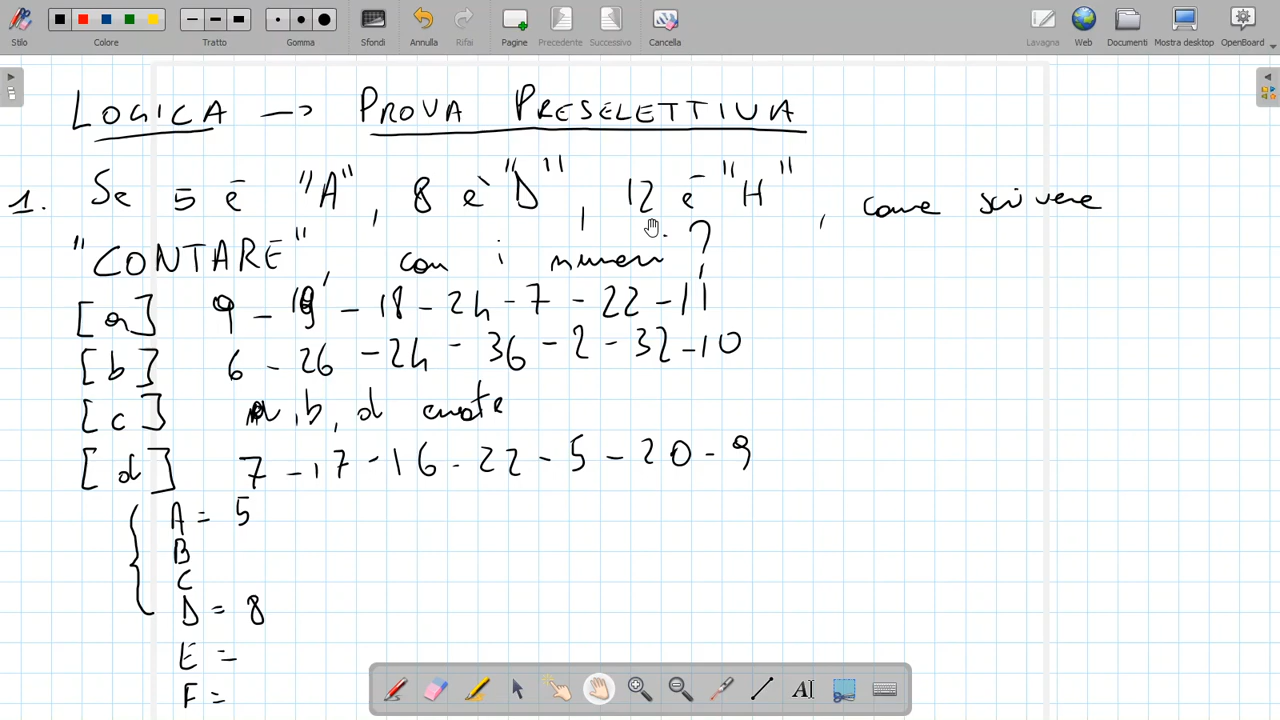 Stilo Colore Tratto Gomma Sfondi Annulla Rifai Pagine Precedente Successivo Cancella Lavagna Web Documenti Mostra desktop OpenBoard
LOGICA → PROVA PRESELETTIVA
1. Se 5 è "A", 8 è "D", 12 è "H", come scrivere
"CONTARE", con i numeri?
[a] 9 - 19 - 18 - 24 - 7 - 22 - 11
[b] 6 - 26 - 24 - 36 - 2 - 32 - 10
[c] a, b, d errate
[d] 7 - 17 - 16 - 22 - 5 - 20 - 9
A = 5
B
C
D = 8
E =
F =